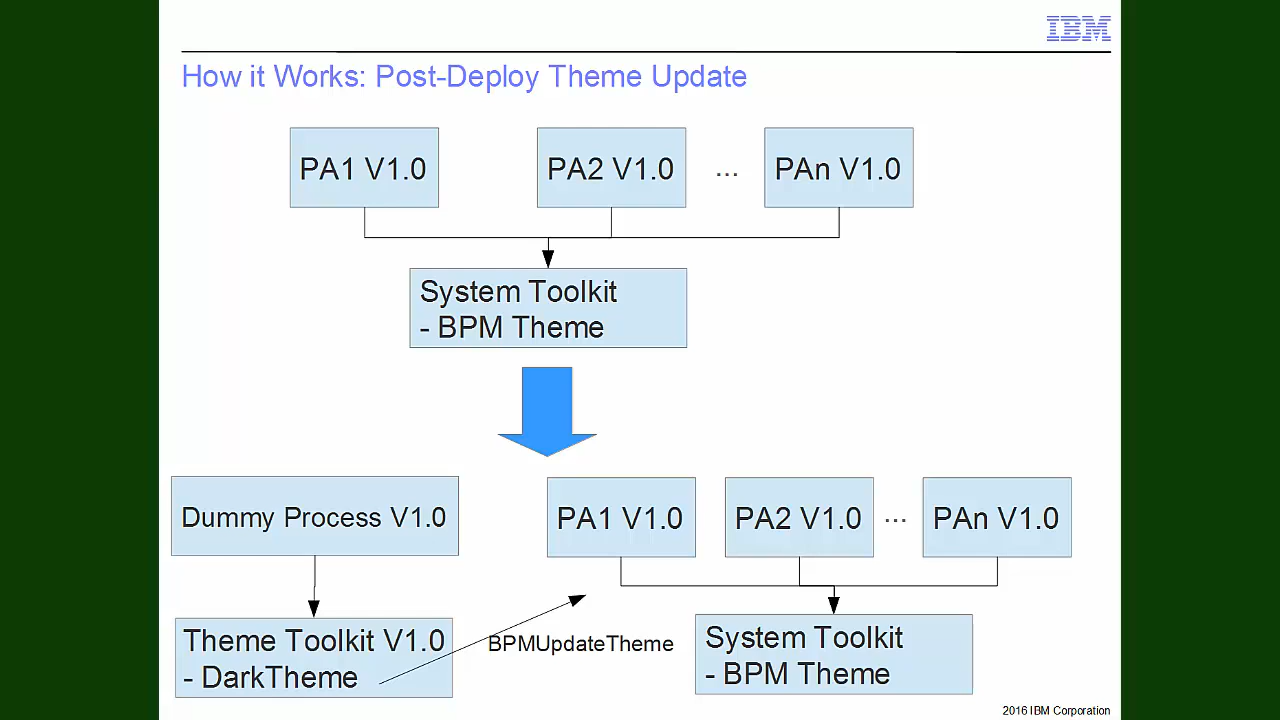 IBM
How it Works: Post-Deploy Theme Update
PA1 V1.0
PA2 V1.0
...
PAn V1.0
System Toolkit
- BPM Theme
Dummy Process V1.0
PA1 V1.0
PA2 V1.0
...
PAn V1.0
Theme Toolkit V1.0
- DarkTheme
BPMUpdateTheme
System Toolkit
- BPM Theme
2016 IBM Corporation